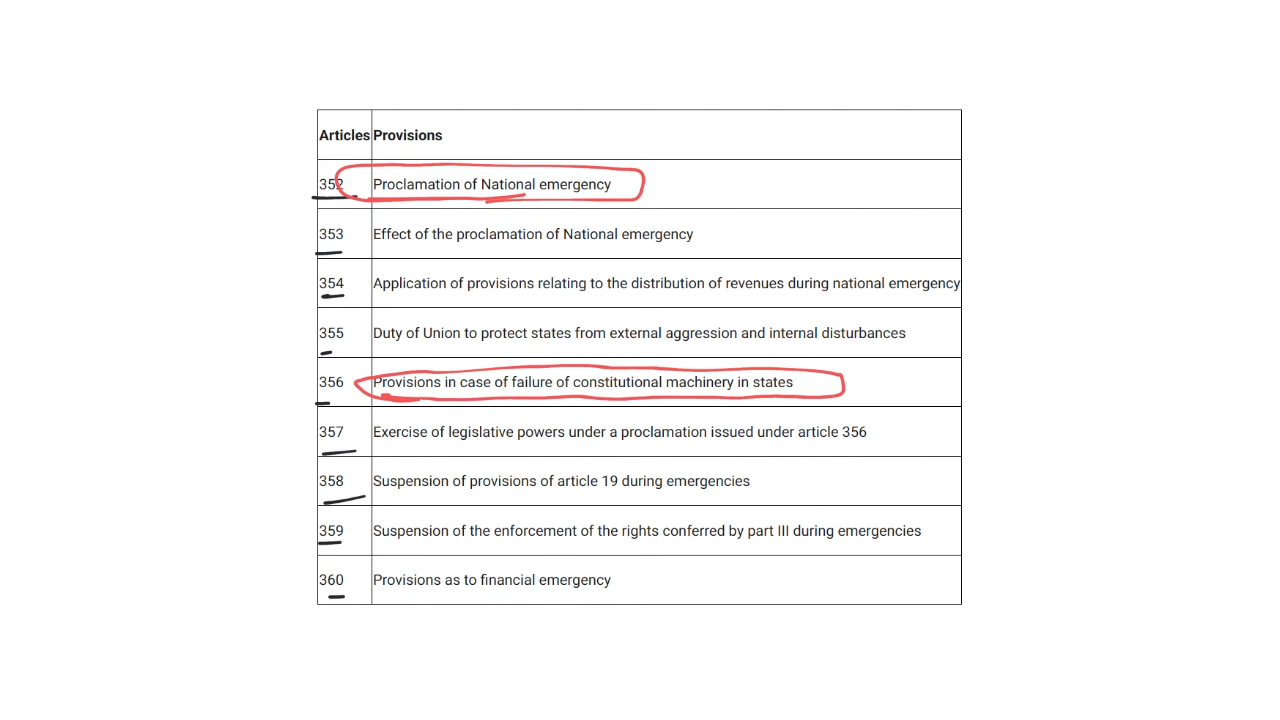 Articles Provisions
352 Proclamation of National emergency
353 Effect of the proclamation of National emergency
354 Application of provisions relating to the distribution of revenues during national emergency
355 Duty of Union to protect states from external aggression and internal disturbances
356 Provisions in case of failure of constitutional machinery in states
357 Exercise of legislative powers under a proclamation issued under article 356
358 Suspension of provisions of article 19 during emergencies
359 Suspension of the enforcement of the rights conferred by part III during emergencies
360 Provisions as to financial emergency